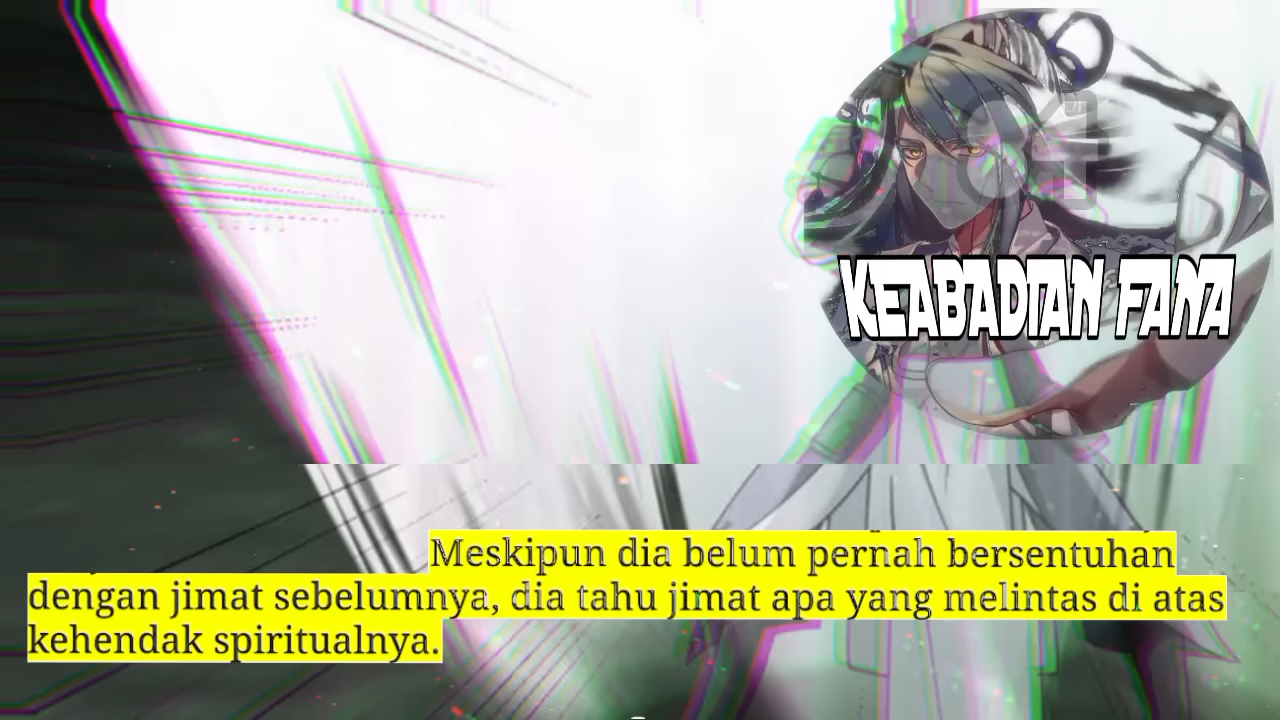 KEABADIAN FANA
Meskipun dia belum pernah bersentuhan
dengan jimat sebelumnya, dia tahu jimat apa yang melintas di atas
kehendak spiritualnya.